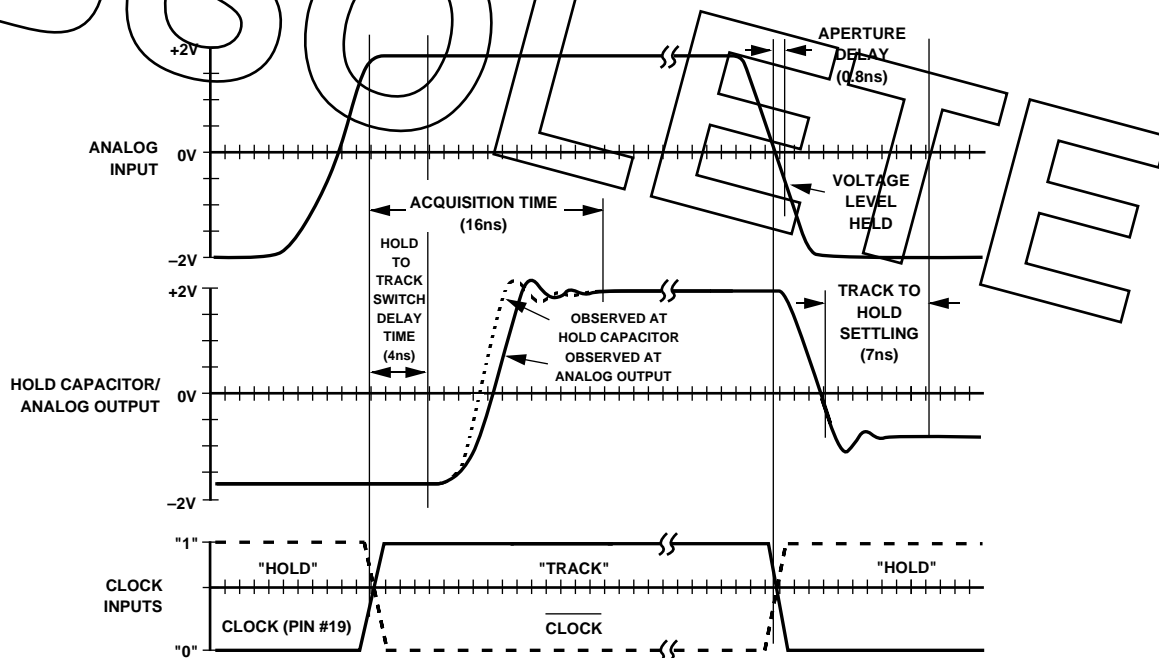 OBSOLETE
+2V
APERTURE
DELAY
(0.8ns)
ANALOG
INPUT
0V
VOLTAGE
LEVEL
HELD
ACQUISITION TIME
(16ns)
HOLD
TO
TRACK
SWITCH
DELAY
TIME
(4ns)
–2V
+2V
TRACK TO
HOLD
SETTLING
(7ns)
OBSERVED AT
HOLD CAPACITOR
OBSERVED AT
ANALOG OUTPUT
HOLD CAPACITOR/
ANALOG OUTPUT
0V
–2V
"1"
"HOLD"
"TRACK"
"HOLD"
CLOCK
INPUTS
CLOCK (PIN #19)
CLOCK
"0"